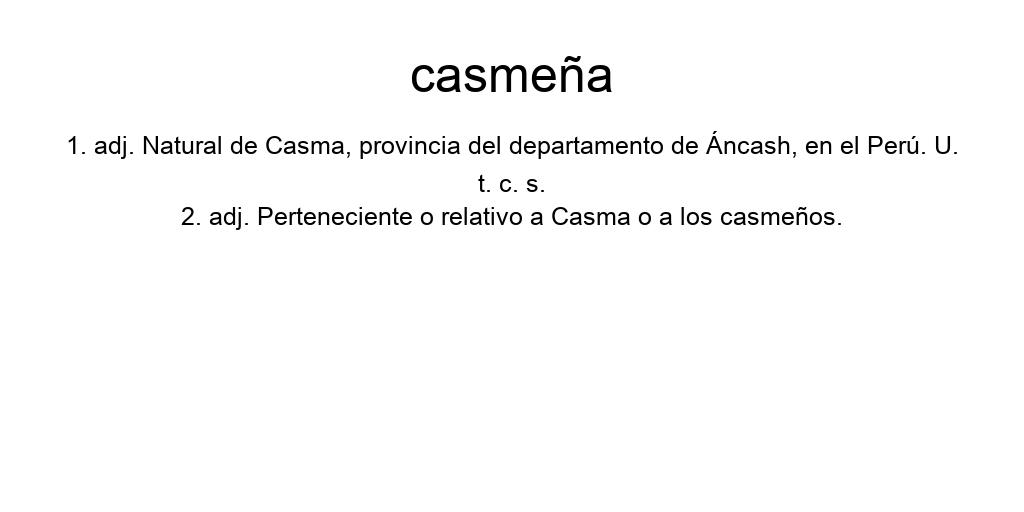 casmeña
1. adj. Natural de Casma, provincia del departamento de Áncash, en el Perú. U.
t. c. s.
2. adj. Perteneciente o relativo a Casma o a los casmeños.